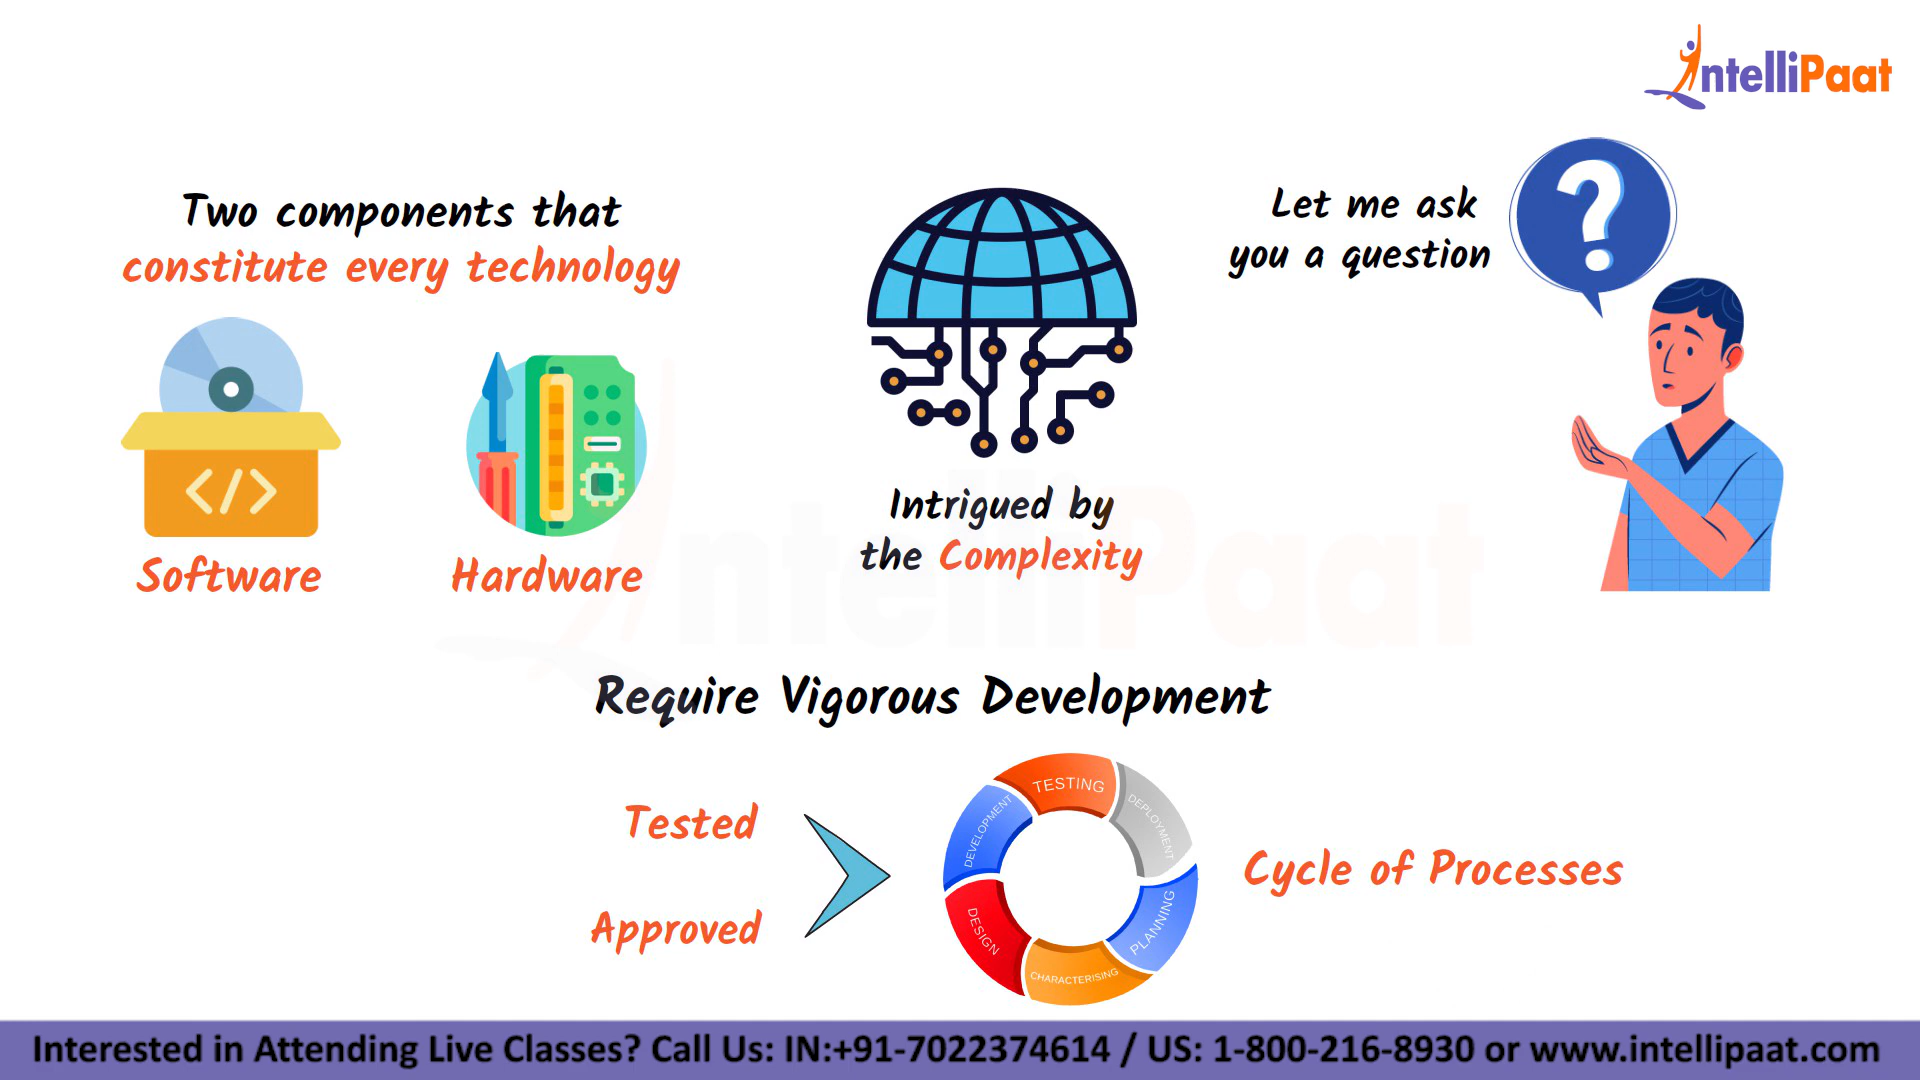 IntelliPaat
Two components that
constitute every technology
</>
Software
Hardware
Intrigued by
the Complexity
Let me ask
you a question
?
Require Vigorous Development
Tested
Approved
TESTING
DEPLOYMENT
PLANNING
CHARACTERISING
DESIGN
DEVELOPMENT
Cycle of Processes
IntelliPaat
Interested in Attending Live Classes? Call Us: IN:+91-7022374614 / US: 1-800-216-8930 or www.intellipaat.com